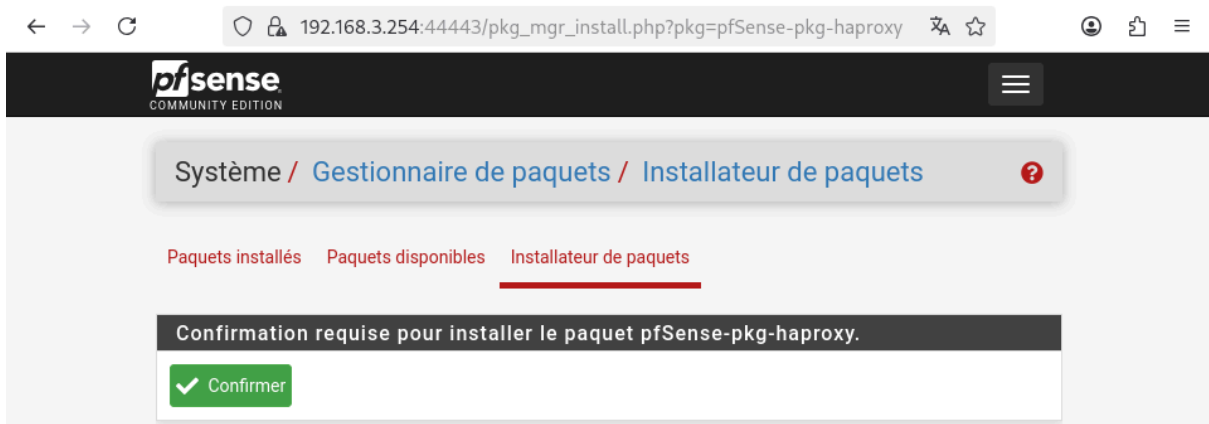 192.168.3.254:44443/pkg_mgr_install.php?pkg=pfSense-pkg-haproxy
pfsense
COMMUNITY EDITION
Système / Gestionnaire de paquets / Installateur de paquets
Paquets installés Paquets disponibles Installateur de paquets
Confirmation requise pour installer le paquet pfSense-pkg-haproxy.
Confirmer